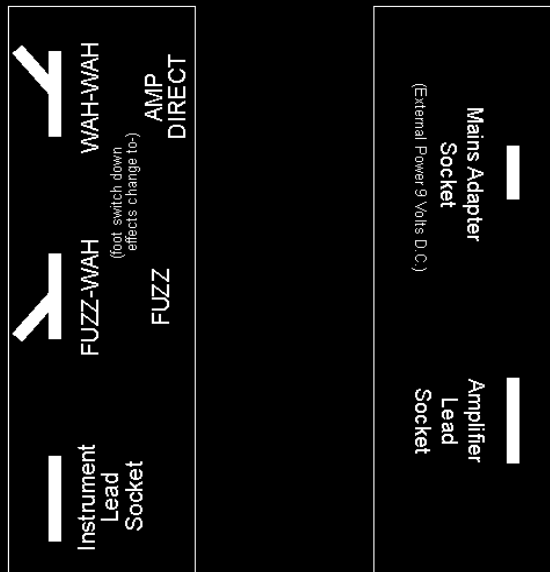 WAH-WAH
AMP
DIRECT
(foot switch down
effects change to-)
FUZZ-WAH
FUZZ
Instrument
Lead
Socket
Mains Adapter
Socket
(External Power 9 Volts D.C.)
Amplifier
Lead
Socket